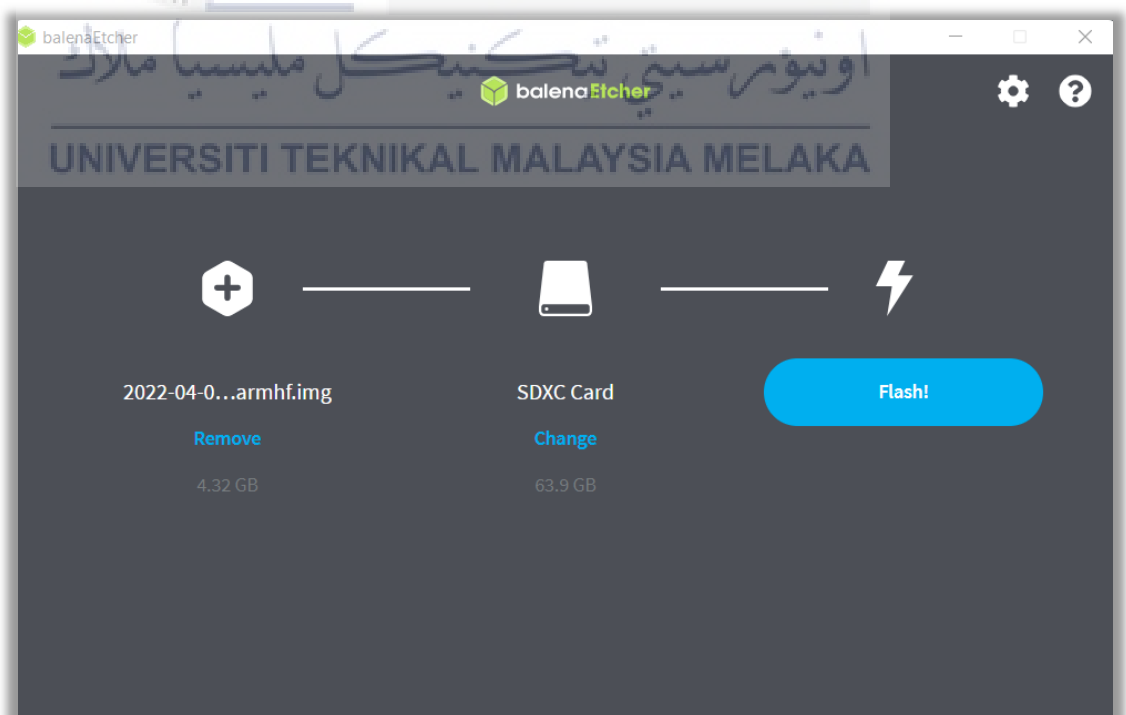 balenaEtcher
اونيۏرسيتي تيكنيكل مليسيا ملاك
balenaEtcher
UNIVERSITI TEKNIKAL MALAYSIA MELAKA
2022-04-0...armhf.img
SDXC Card
Flash!
Remove
Change
4.32 GB
63.9 GB